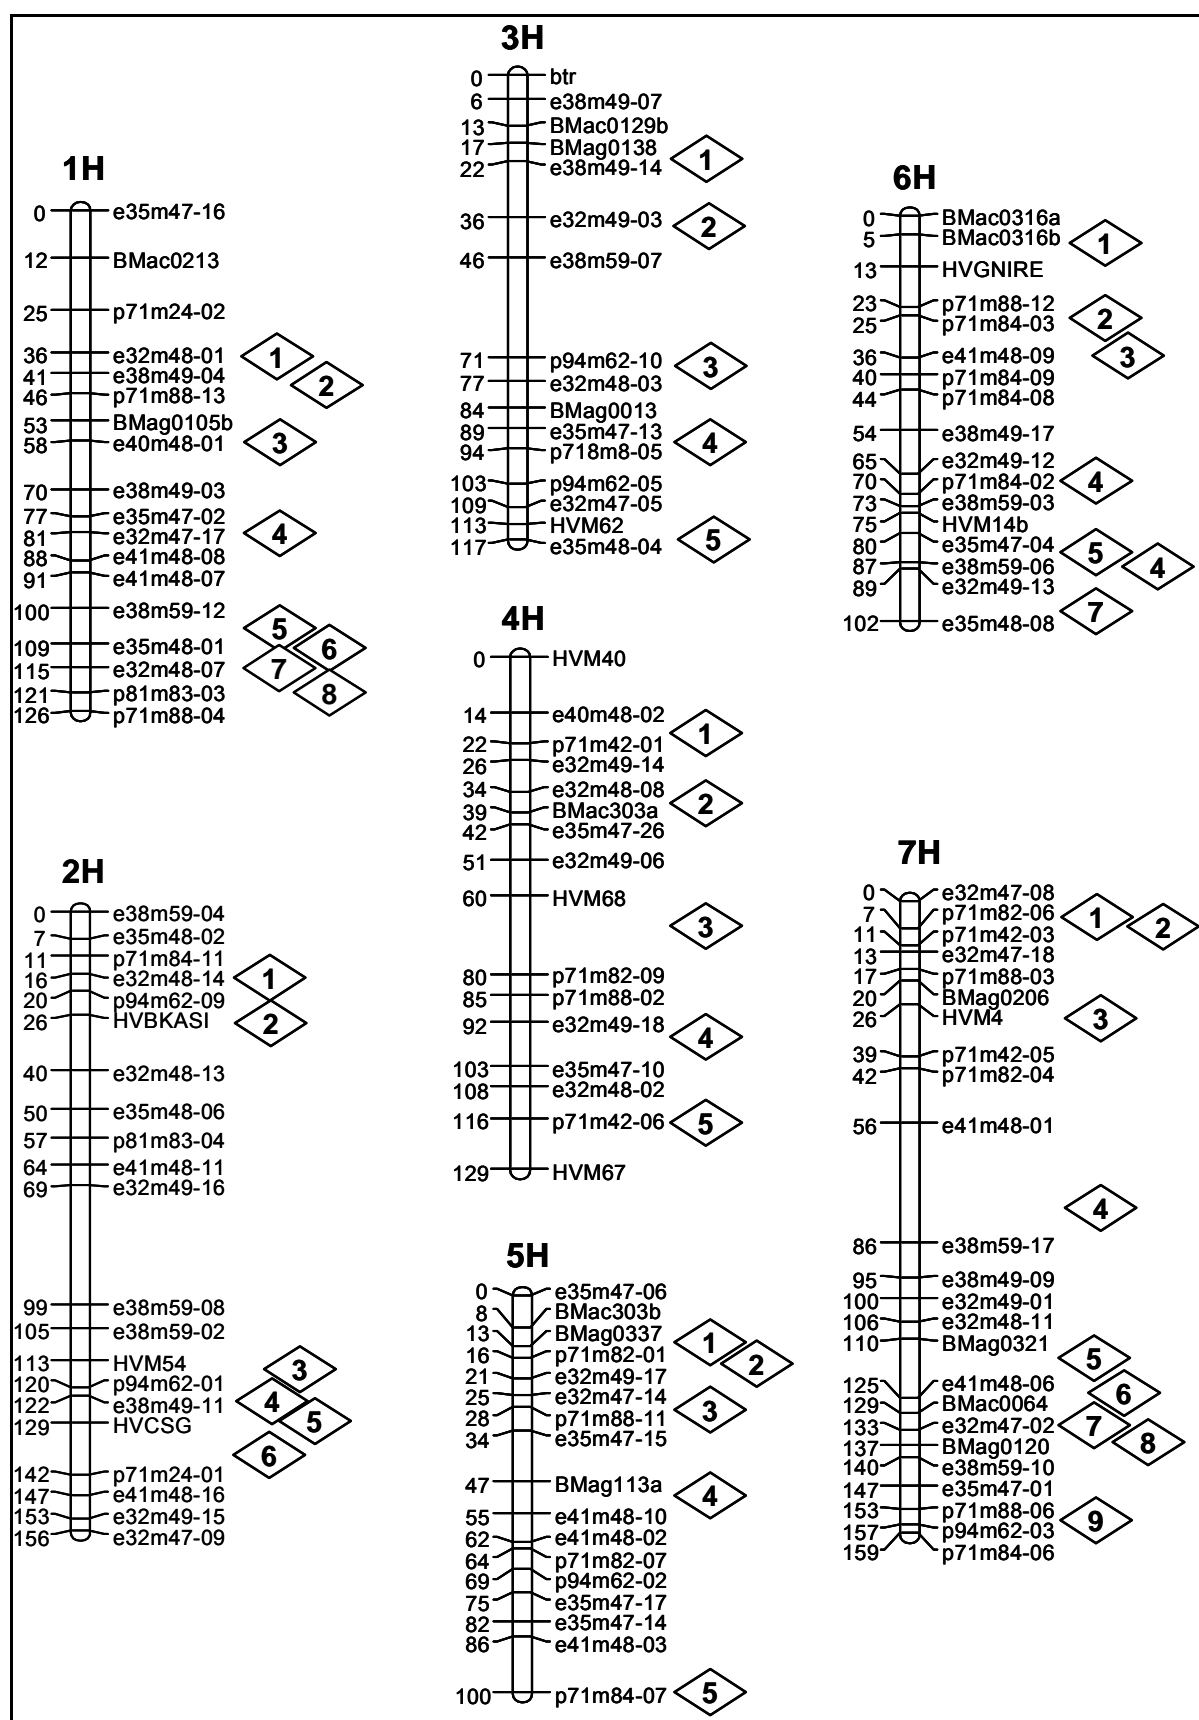 1H
0 e35m47-16
12 BMac0213
25 p71m24-02
36 e32m48-01 1
41 e38m49-04 2
46 p71m88-13
53 BMag0105b
58 e40m48-01 3
70 e38m49-03
77 e35m47-02
81 e32m47-17 4
88 e41m48-08
91 e41m48-07
100 e38m59-12
5
109 e35m48-01 6
115 e32m48-07 7
121 p81m83-03 8
126 p71m88-04
2H
0 e38m59-04
7 e35m48-02
11 p71m84-11
16 e32m48-14 1
20 p94m62-09
26 HVBKASI 2
40 e32m48-13
50 e35m48-06
57 p81m83-04
64 e41m48-11
69 e32m49-16
99 e38m59-08
105 e38m59-02
113 HVM54 3
120 p94m62-01
122 e38m49-11 4
129 HVCSG 5
6
142 p71m24-01
147 e41m48-16
153 e32m49-15
156 e32m47-09
3H
0 btr
6 e38m49-07
13 BMac0129b
17 BMag0138
22 e38m49-14 1
36 e32m49-03 2
46 e38m59-07
71 p94m62-10 3
77 e32m48-03
84 BMag0013
89 e35m47-13
94 p718m8-05 4
103 p94m62-05
109 e32m47-05
113 HVM62
117 e35m48-04 5
4H
0 HVM40
14 e40m48-02
22 p71m42-01 1
26 e32m49-14
34 e32m48-08
39 BMac303a 2
42 e35m47-26
51 e32m49-06
60 HVM68
3
80 p71m82-09
85 p71m88-02
92 e32m49-18 4
103 e35m47-10
108 e32m48-02
116 p71m42-06 5
129 HVM67
5H
0 e35m47-06
8 BMac303b
13 BMag0337 1
16 p71m82-01 2
21 e32m49-17
25 e32m47-14
28 p71m88-11 3
34 e35m47-15
47 BMag113a 4
55 e41m48-10
62 e41m48-02
64 p71m82-07
69 p94m62-02
75 e35m47-17
82 e35m47-14
86 e41m48-03
100 p71m84-07 5
6H
0 BMac0316a
5 BMac0316b 1
13 HVGNIRE
23 p71m88-12
25 p71m84-03 2
36 e41m48-09 3
40 p71m84-09
44 p71m84-08
54 e38m49-17
65 e32m49-12
70 p71m84-02 4
73 e38m59-03
75 HVM14b
80 e35m47-04 5
87 e38m59-06 4
89 e32m49-13
7
102 e35m48-08
7H
0 e32m47-08
7 p71m82-06 1
11 p71m42-03 2
13 e32m47-18
17 p71m88-03
20 BMag0206
26 HVM4 3
39 p71m42-05
42 p71m82-04
56 e41m48-01
4
86 e38m59-17
95 e38m49-09
100 e32m49-01
106 e32m48-11
110 BMag0321
5
125 e41m48-06 6
129 BMac0064
133 e32m47-02 7
137 BMag0120 8
140 e38m59-10
147 e35m47-01
153 p71m88-06
157 p94m62-03 9
159 p71m84-06